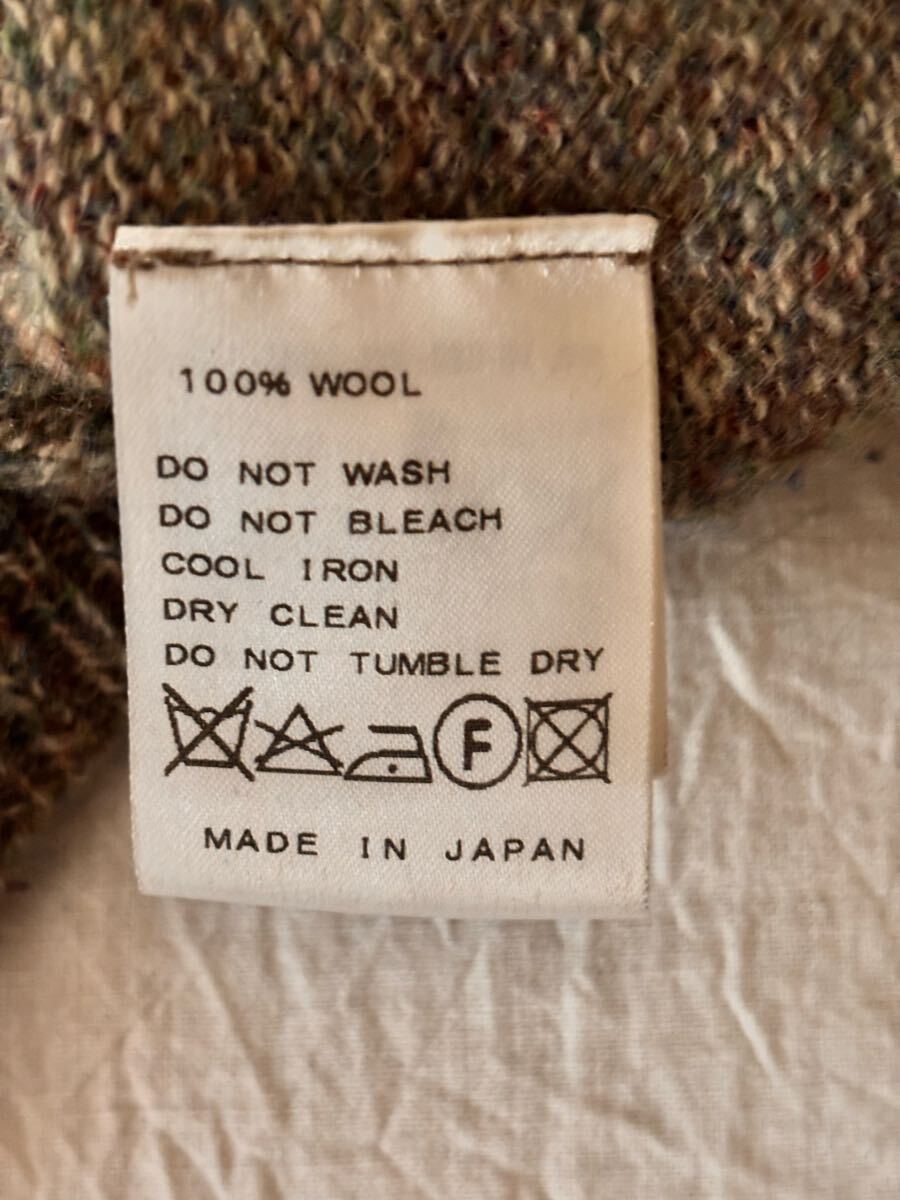 100% WOOL
DO NOT WASH
DO NOT BLEACH
COOL IRON
DRY CLEAN
DO NOT TUMBLE DRY
F
MADE IN JAPAN